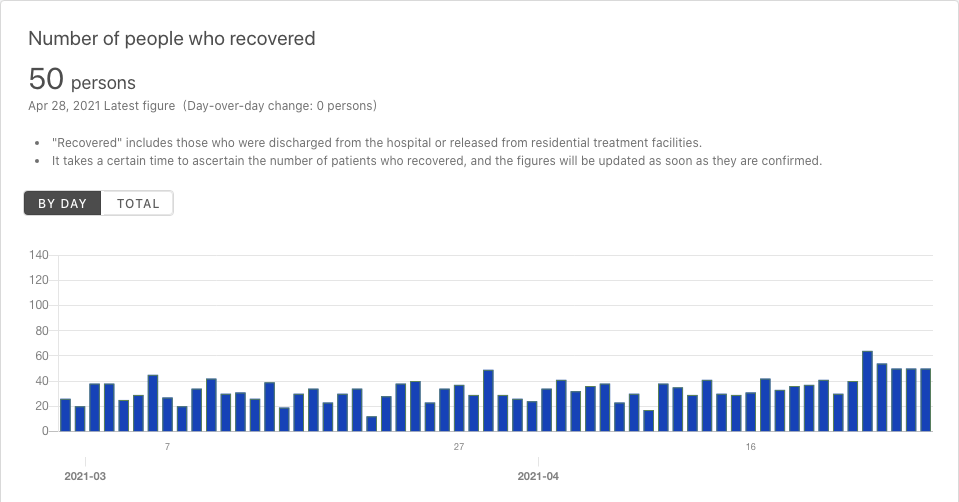 Number of people who recovered
50 persons
Apr 28, 2021 Latest figure (Day-over-day change: 0 persons)
• "Recovered" includes those who were discharged from the hospital or released from residential treatment facilities.
• It takes a certain time to ascertain the number of patients who recovered, and the figures will be updated as soon as they are confirmed.
BY DAY TOTAL
140
120
100
80
60
40
20
0
7 27 16
2021-03 2021-04